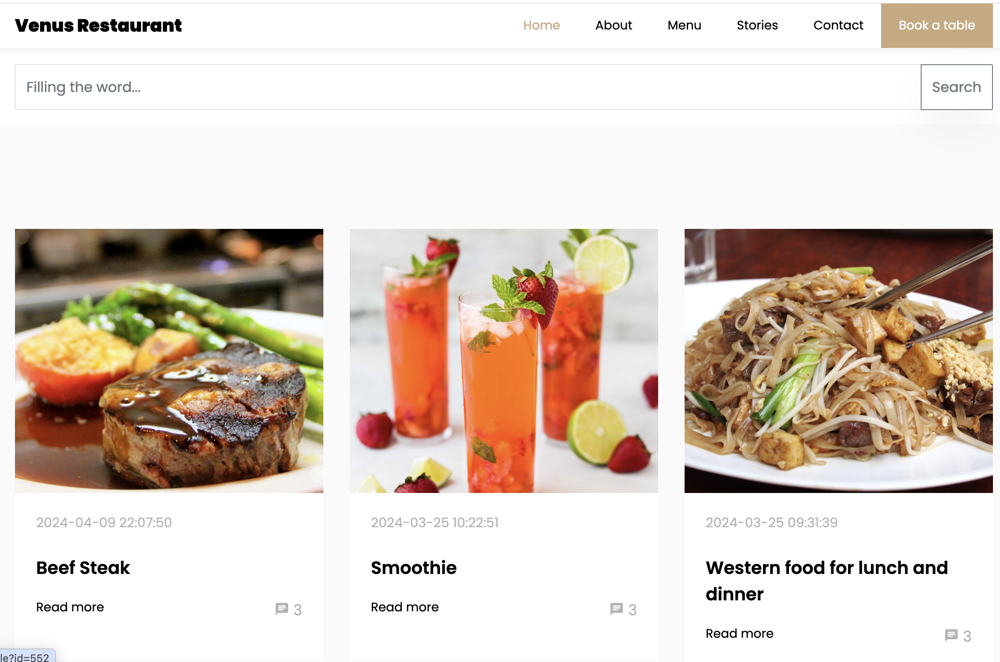 Venus Restaurant
Home About Menu Stories Contact Book a table
Filling the word...
Search
2024-04-09 22:07:50
Beef Steak
Read more
3
2024-03-25 10:22:51
Smoothie
Read more
3
2024-03-25 09:31:39
Western food for lunch and
dinner
Read more
3
le?id=552